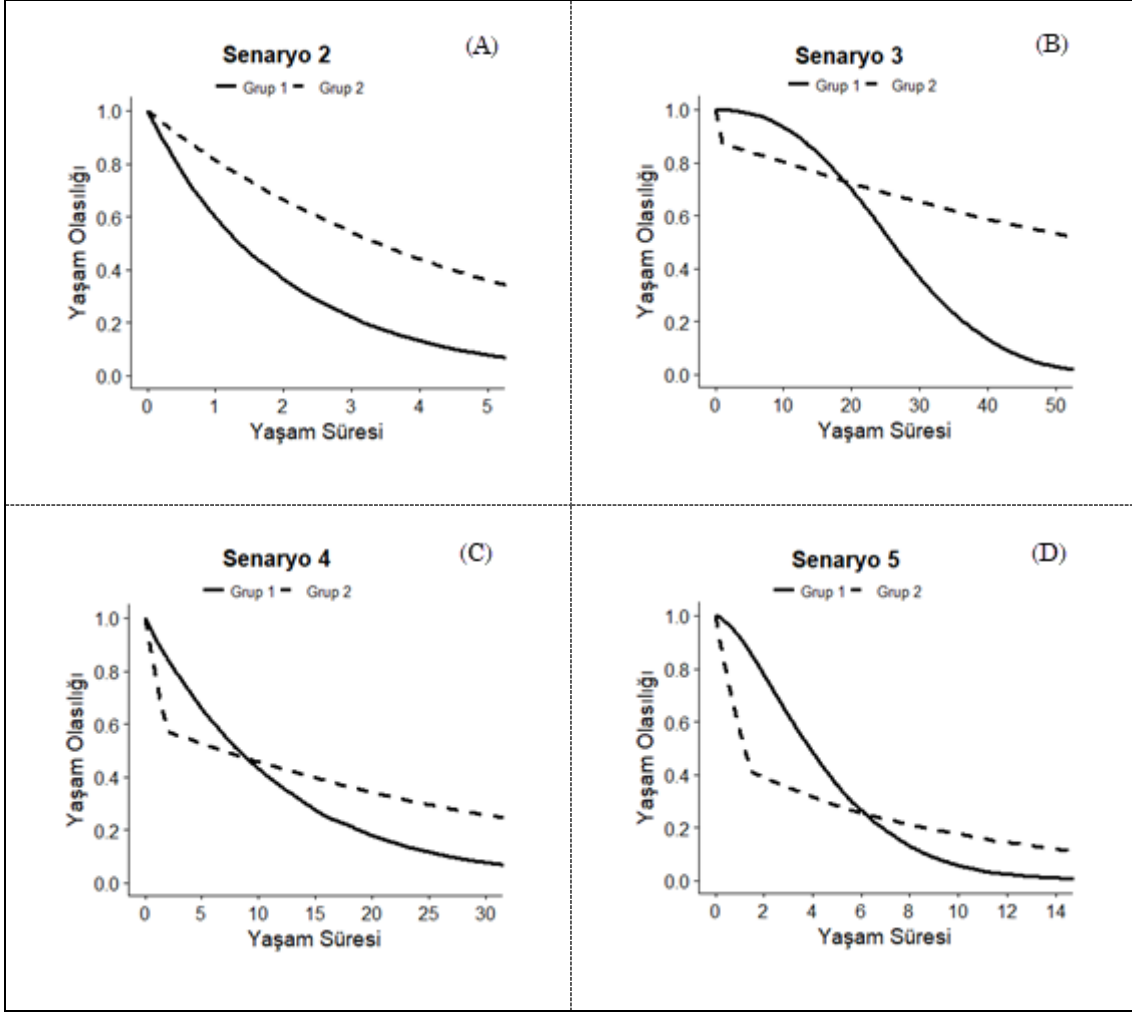 Senaryo 2
(A)
Grup 1 Grup 2
1.0
0.8
0.6
0.4
0.2
0.0
Yaşam Olasılığı
0 1 2 3 4 5
Yaşam Süresi
Senaryo 3
(B)
Grup 1 Grup 2
1.0
0.8
0.6
0.4
0.2
0.0
Yaşam Olasılığı
0 10 20 30 40 50
Yaşam Süresi
Senaryo 4
(C)
Grup 1 Grup 2
1.0
0.8
0.6
0.4
0.2
0.0
Yaşam Olasılığı
0 5 10 15 20 25 30
Yaşam Süresi
Senaryo 5
(D)
Grup 1 Grup 2
1.0
0.8
0.6
0.4
0.2
0.0
Yaşam Olasılığı
0 2 4 6 8 10 12 14
Yaşam Süresi